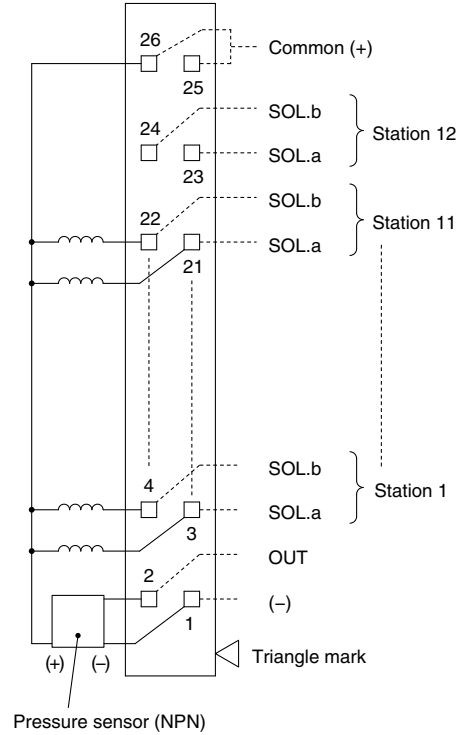 26
Common (+)
25
24
SOL.b
Station 12
SOL.a
23
22
SOL.b
Station 11
SOL.a
21
4
SOL.b
Station 1
SOL.a
3
2
OUT
(–)
1
(+) (–)
Triangle mark
Pressure sensor (NPN)